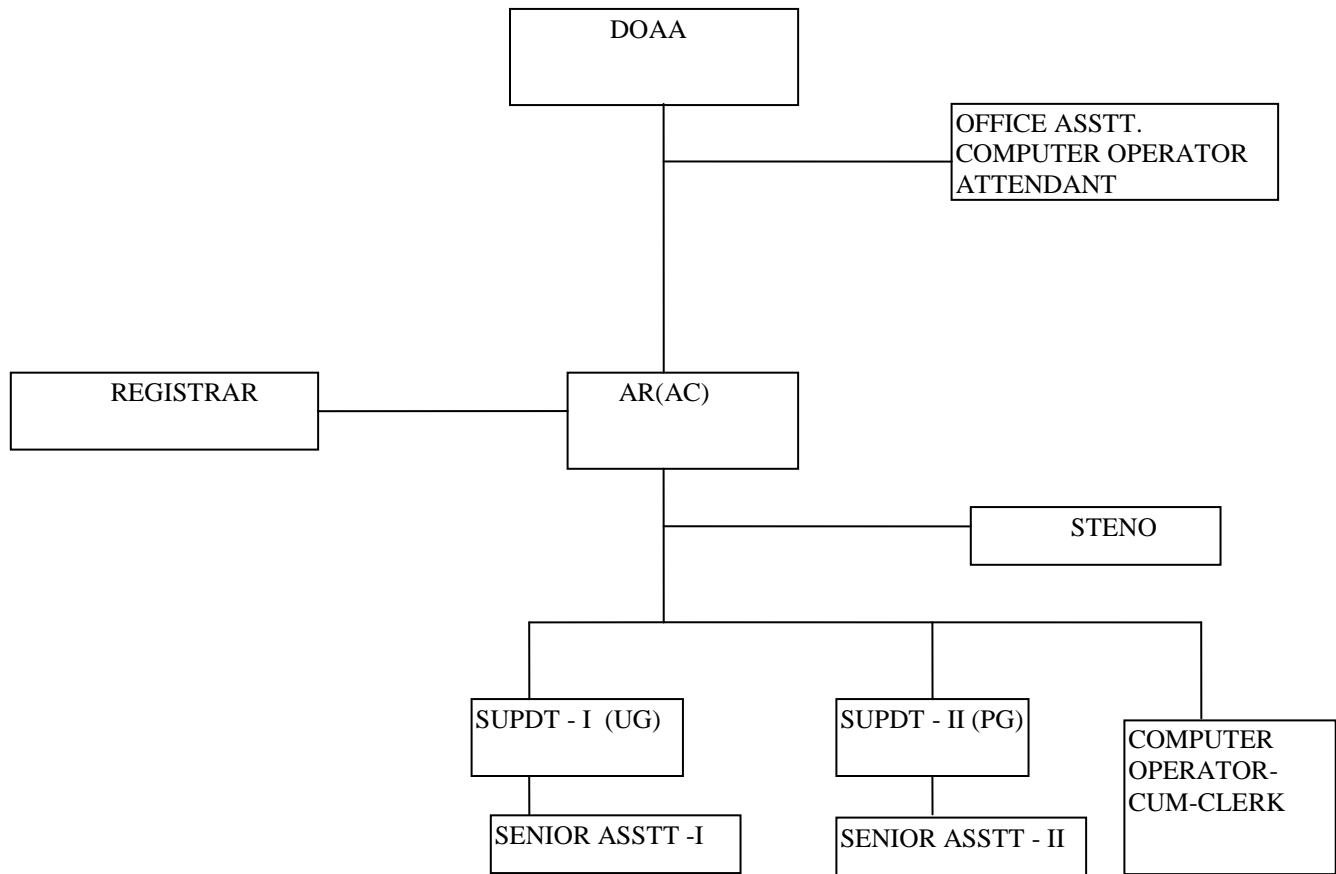 DOAA
OFFICE ASSTT.
COMPUTER OPERATOR
ATTENDANT
REGISTRAR
AR(AC)
STENO
SUPDT - I (UG)
SUPDT - II (PG)
COMPUTER
OPERATOR-
CUM-CLERK
SENIOR ASSTT -I
SENIOR ASSTT - II